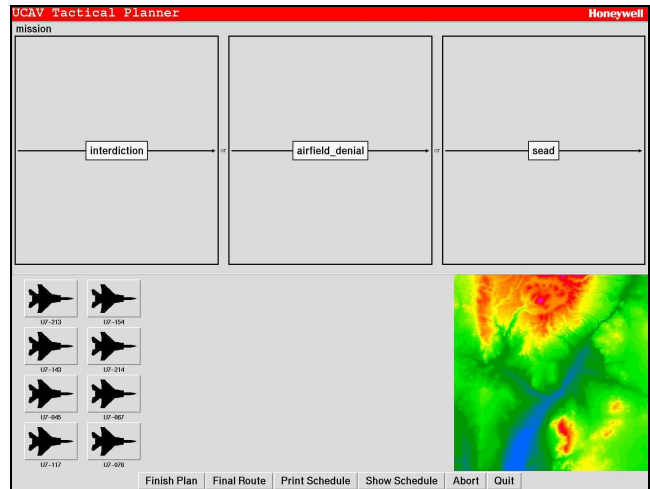 UCAV Tactical Planner Honeywell
mission
interdiction or airfield_denial or sead
U7-213 U7-154
U7-143 U7-214
U7-045 U7-067
U7-117 U7-676
Finish Plan Final Route Print Schedule Show Schedule Abort Quit